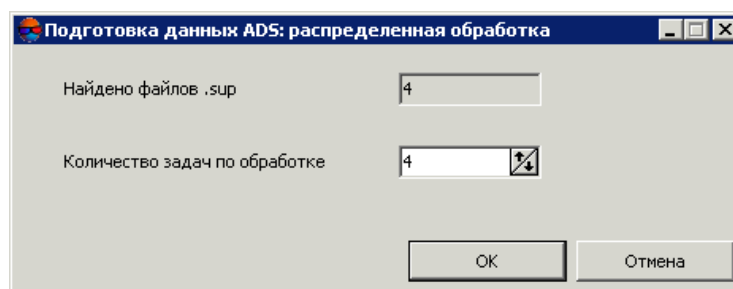 Подготовка данных ADS: распределенная обработка
Найдено файлов .sup 4
Количество задач по обработке 4
OK Отмена